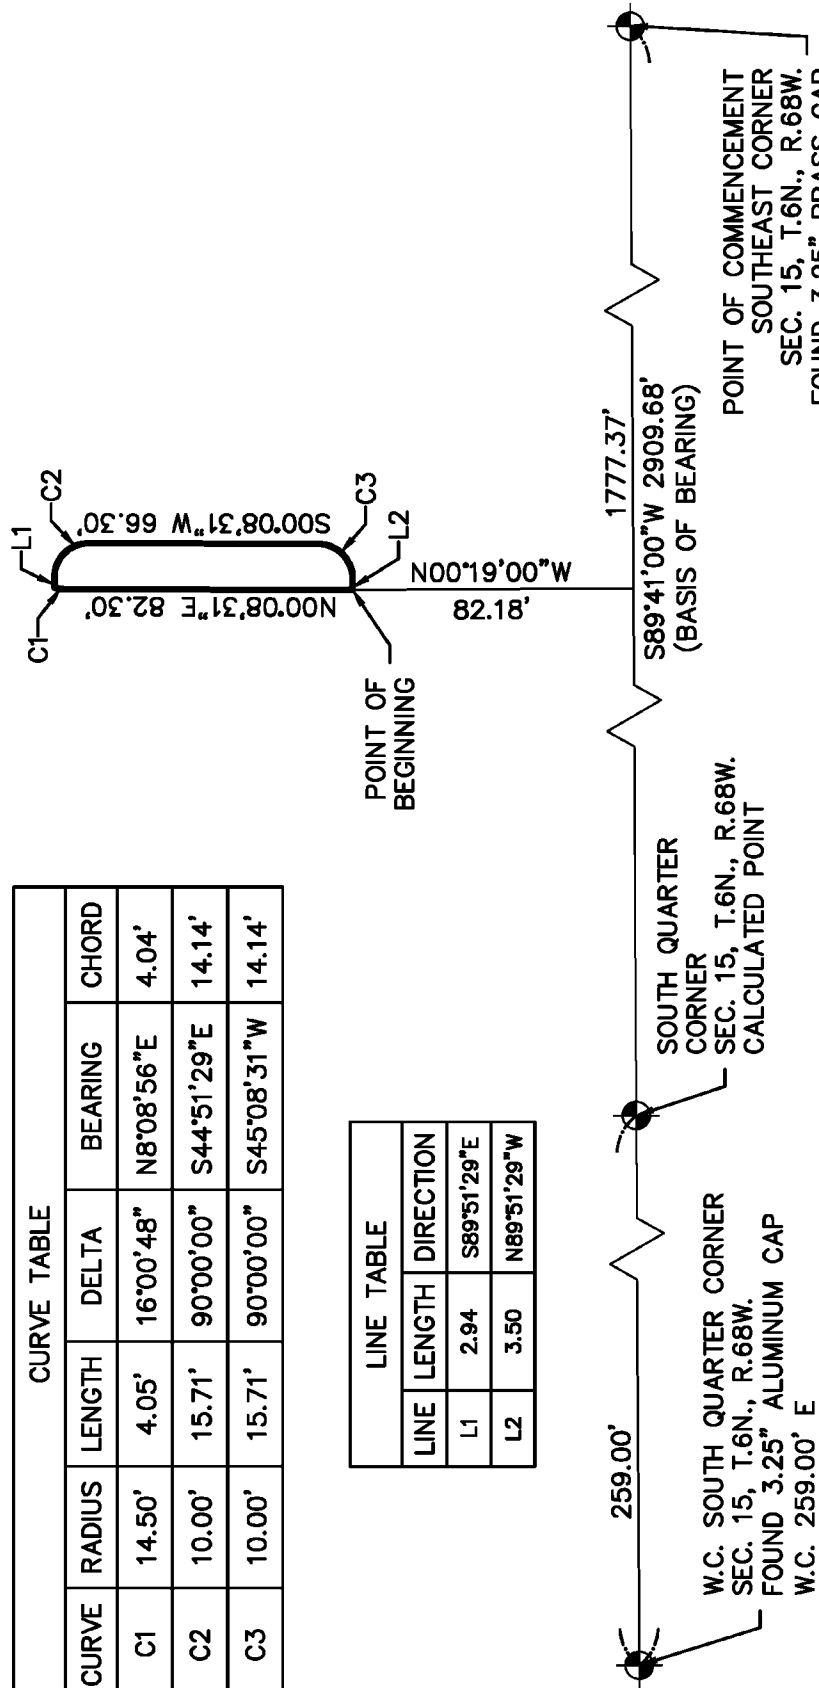 CURVE TABLE
CURVE RADIUS LENGTH DELTA BEARING CHORD
C1 14.50' 4.05' 16°00'48" N8°08'56"E 4.04'
C2 10.00' 15.71' 90°00'00" S44°51'29"E 14.14'
C3 10.00' 15.71' 90°00'00" S45°08'31"W 14.14'
LINE TABLE
LINE LENGTH DIRECTION
L1 2.94 S89°51'29"E
L2 3.50 N89°51'29"W
C1
L1
C2
N00°08'31"E 82.30'
S00°08'31"W 66.30'
C3
L2
POINT OF
BEGINNING
N00°19'00"W
82.18'
259.00'
1777.37'
S89°41'00"W 2909.68'
(BASIS OF BEARING)
W.C. SOUTH QUARTER CORNER
SEC. 15, T.6N., R.68W.
FOUND 3.25" ALUMINUM CAP
W.C. 259.00' E
SOUTH QUARTER
CORNER
SEC. 15, T.6N., R.68W.
CALCULATED POINT
POINT OF COMMENCEMENT
SOUTHEAST CORNER
SEC. 15, T.6N., R.68W.
FOUND 3.25" BRASS CAP